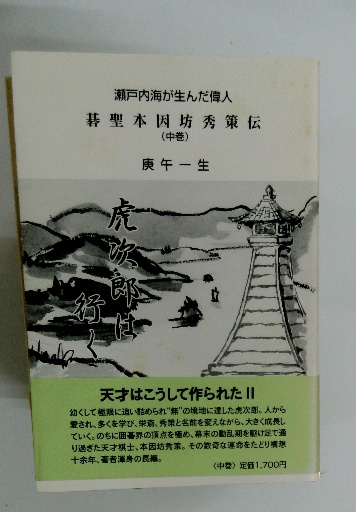 瀬戸内海が生んだ偉人
碁聖本因坊秀策伝
(中巻)
庚午一生
虎次郎は
行く
天才はこうして作られたⅡ
幼くして極限に追い詰められ"無"の境地に達した虎次郎。人から
愛され、多くを学び、栄斎、秀策と名前を変えながら、大きく成長し
ていく。のちに囲碁界の頂点を極め、幕末の動乱期を駆け足で通
り過ぎた天才棋士、本因坊秀策。その数奇な運命をたどり構想
十余年、著者渾身の長編。
〈中巻〉定価1,700円